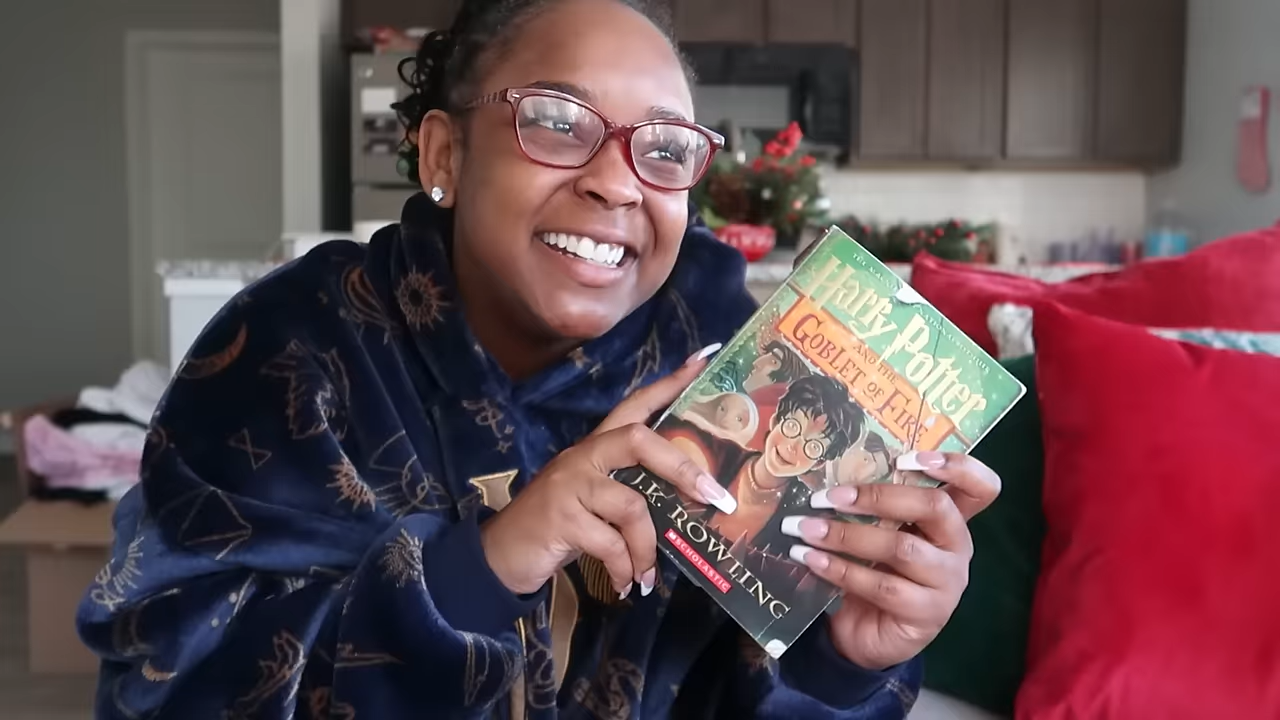 Harry Potter
AND THE
GOBLET OF FIRE
J.K. ROWLING
SCHOLASTIC